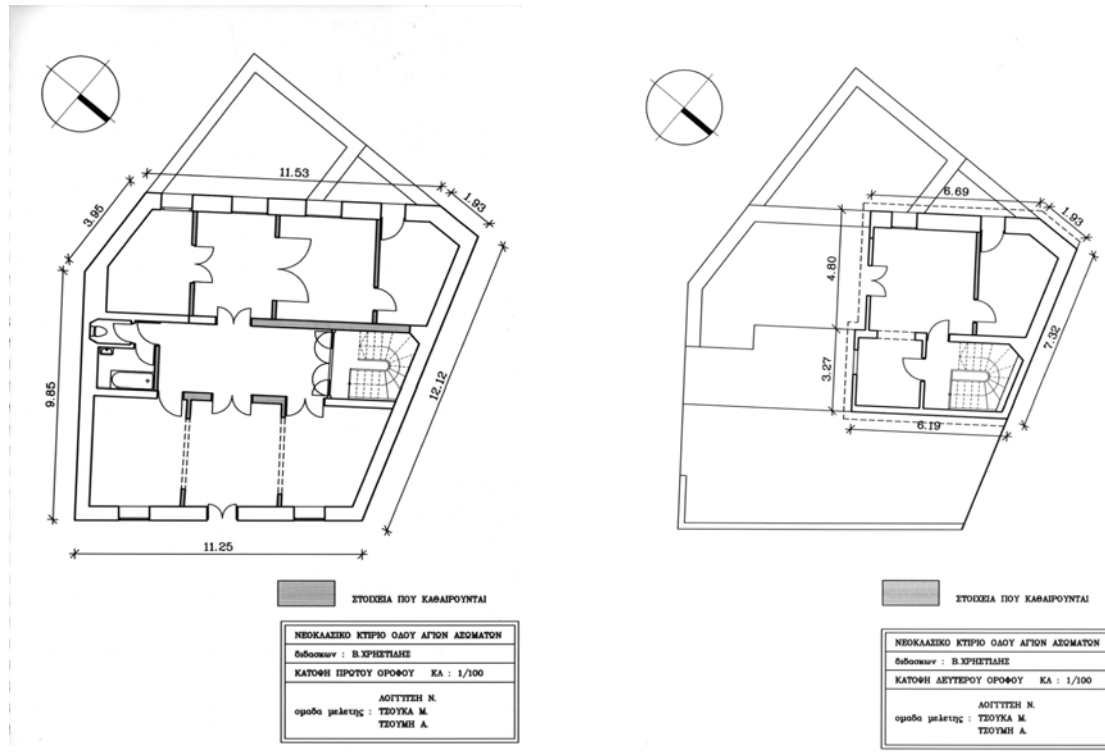 11.53
1.93
3.95
9.85
12.12
11.25
ΣΤΟΙΧΕΙΑ ΠΟΥ ΚΑΘΑΙΡΟΥΝΤΑΙ
ΝΕΟΚΛΑΣΙΚΟ ΚΤΙΡΙΟ ΟΔΟΥ ΑΓΙΩΝ ΑΣΩΜΑΤΩΝ
διδασκων : Β.ΧΡΗΣΤΙΔΗΣ
ΚΑΤΟΨΗ ΠΡΩΤΟΥ ΟΡΟΦΟΥ ΚΛ : 1/100
ΛΟΓΓΙΤΣΗ Ν.
ομαδα μελετης : ΤΣΟΥΚΑ Μ.
ΤΣΟΥΜΗ Α.
6.69
1.93
4.80
3.27
7.32
6.19
ΣΤΟΙΧΕΙΑ ΠΟΥ ΚΑΘΑΙΡΟΥΝΤΑΙ
ΝΕΟΚΛΑΣΙΚΟ ΚΤΙΡΙΟ ΟΔΟΥ ΑΓΙΩΝ ΑΣΩΜΑΤΩΝ
διδασκων : Β.ΧΡΗΣΤΙΔΗΣ
ΚΑΤΟΨΗ ΔΕΥΤΕΡΟΥ ΟΡΟΦΟΥ ΚΛ : 1/100
ΛΟΓΓΙΤΣΗ Ν.
ομαδα μελετης : ΤΣΟΥΚΑ Μ.
ΤΣΟΥΜΗ Α.